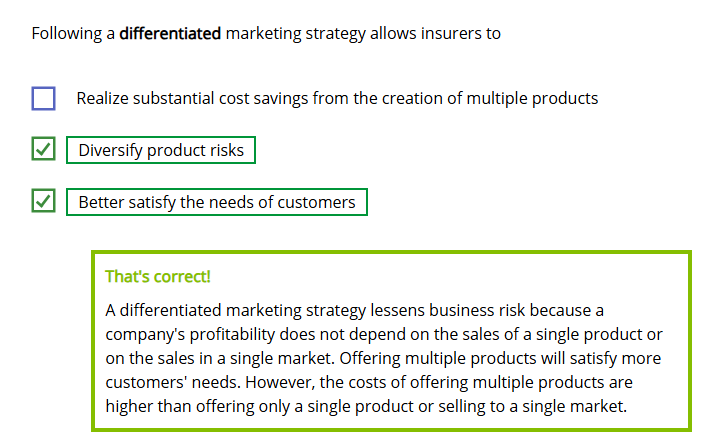 Following a differentiated marketing strategy allows insurers to
Realize substantial cost savings from the creation of multiple products
Diversify product risks
Better satisfy the needs of customers
That's correct!
A differentiated marketing strategy lessens business risk because a
company's profitability does not depend on the sales of a single product or
on the sales in a single market. Offering multiple products will satisfy more
customers' needs. However, the costs of offering multiple products are
higher than offering only a single product or selling to a single market.